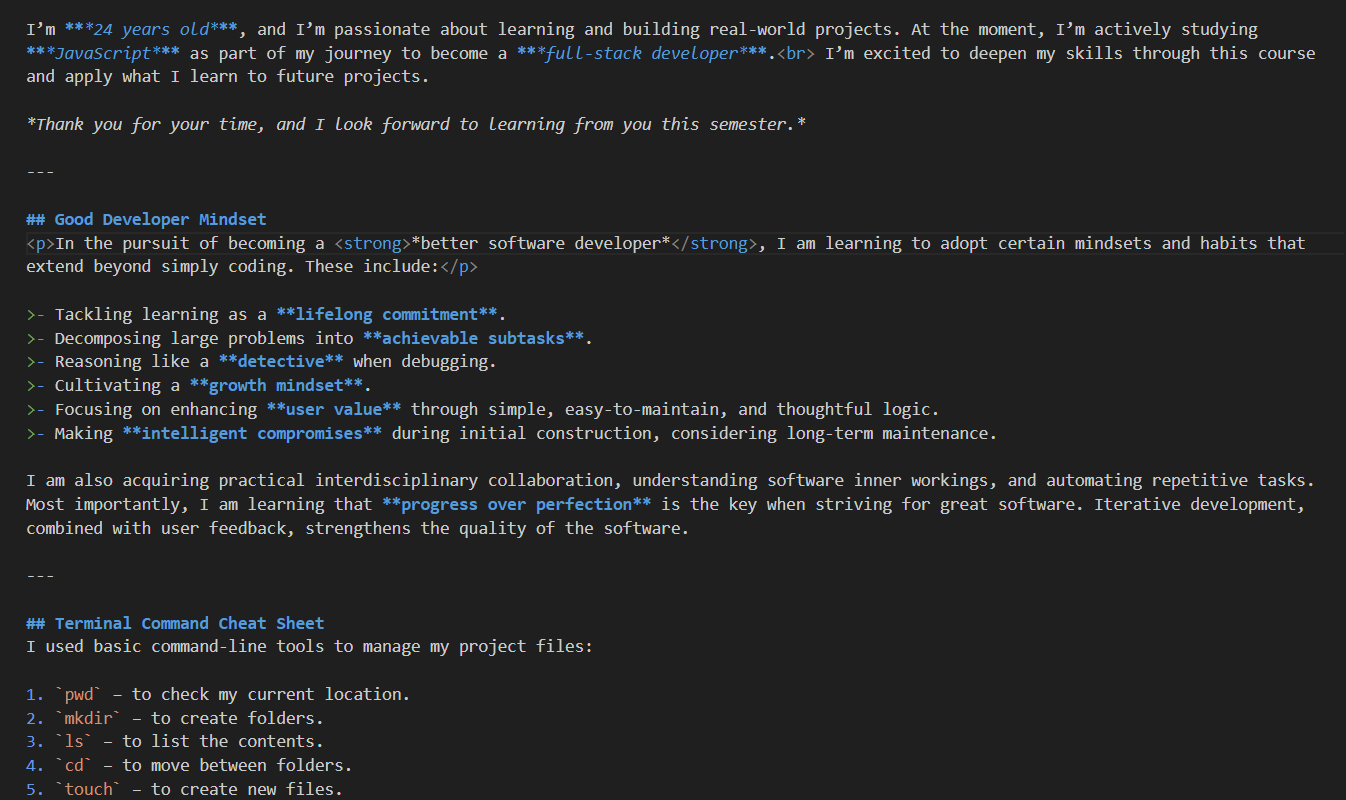 I’m ***24 years old***, and I’m passionate about learning and building real-world projects. At the moment, I’m actively studying
***JavaScript*** as part of my journey to become a ***full-stack developer***.<br> I’m excited to deepen my skills through this course
and apply what I learn to future projects.
*Thank you for your time, and I look forward to learning from you this semester.*
---
## Good Developer Mindset
<p>In the pursuit of becoming a <strong>*better software developer*</strong>, I am learning to adopt certain mindsets and habits that
extend beyond simply coding. These include:</p>
>- Tackling learning as a **lifelong commitment**.
>- Decomposing large problems into **achievable subtasks**.
>- Reasoning like a **detective** when debugging.
>- Cultivating a **growth mindset**.
>- Focusing on enhancing **user value** through simple, easy-to-maintain, and thoughtful logic.
>- Making **intelligent compromises** during initial construction, considering long-term maintenance.
I am also acquiring practical interdisciplinary collaboration, understanding software inner workings, and automating repetitive tasks.
Most importantly, I am learning that **progress over perfection** is the key when striving for great software. Iterative development,
combined with user feedback, strengthens the quality of the software.
---
## Terminal Command Cheat Sheet
I used basic command-line tools to manage my project files:
1. `pwd` – to check my current location.
2. `mkdir` – to create folders.
3. `ls` – to list the contents.
4. `cd` – to move between folders.
5. `touch` – to create new files.